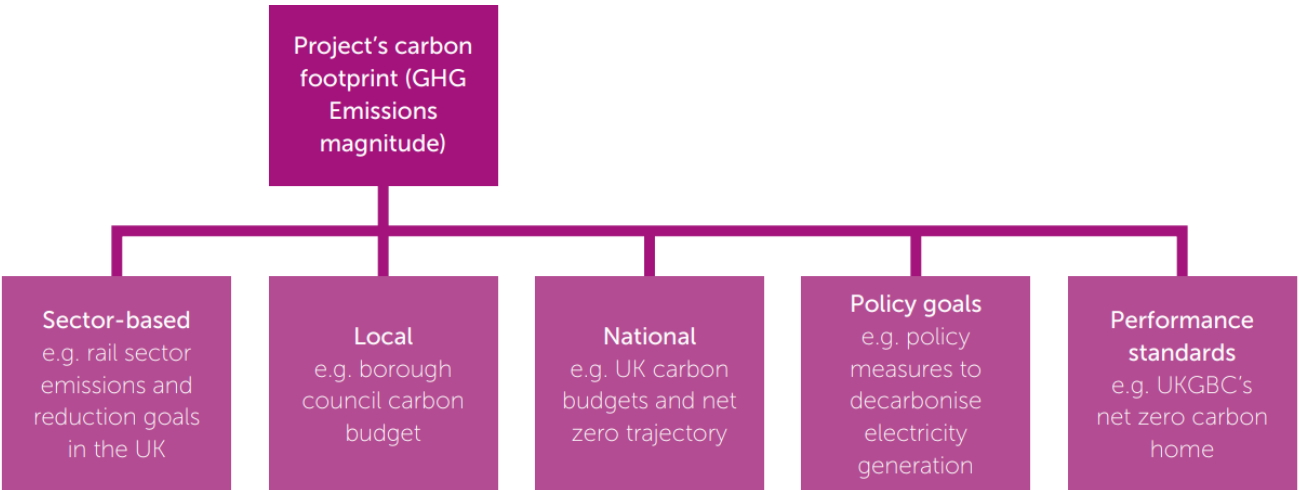 Project’s carbon
footprint (GHG
Emissions
magnitude)
Sector-based
e.g. rail sector
emissions and
reduction goals
in the UK
Local
e.g. borough
council carbon
budget
National
e.g. UK carbon
budgets and net
zero trajectory
Policy goals
e.g. policy
measures to
decarbonise
electricity
generation
Performance
standards
e.g. UKGBC’s
net zero carbon
home